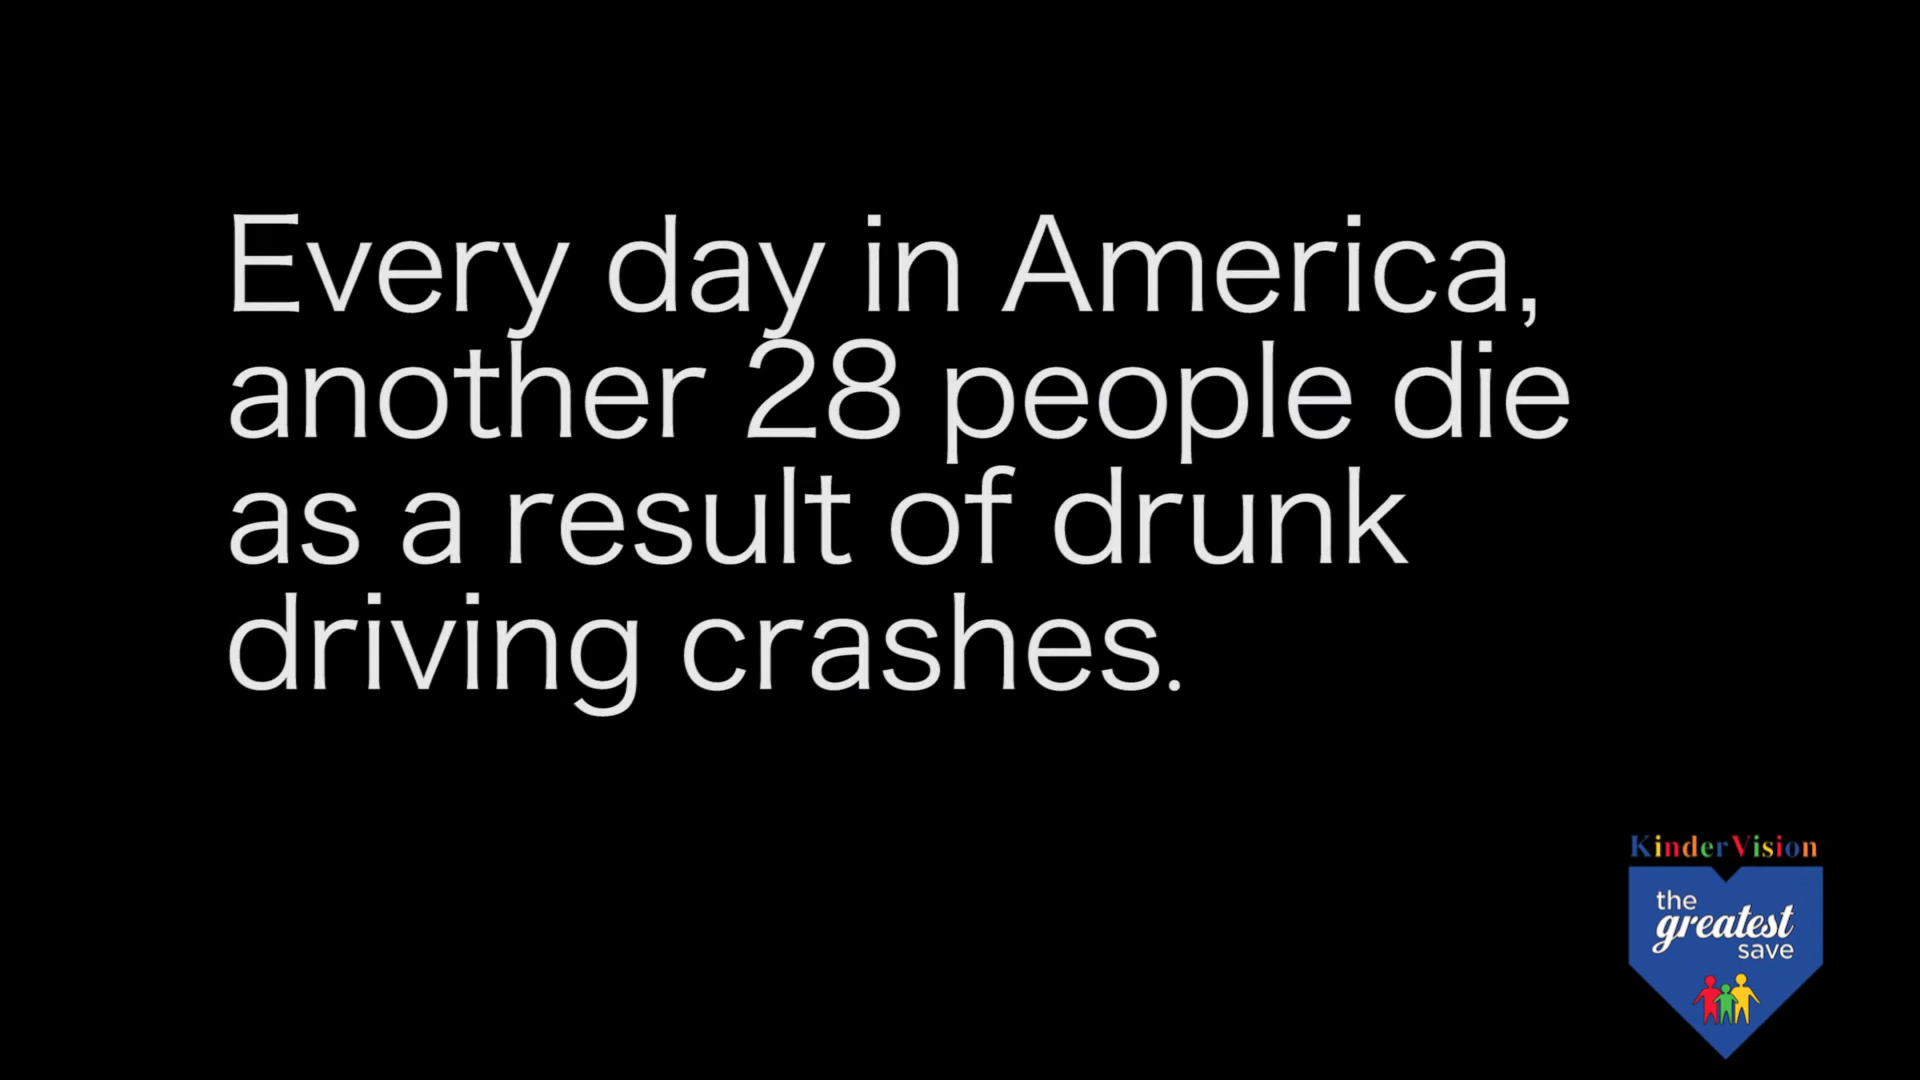 Every day in America,
another 28 people die
as a result of drunk
driving crashes.
KinderVision
the
greatest
save